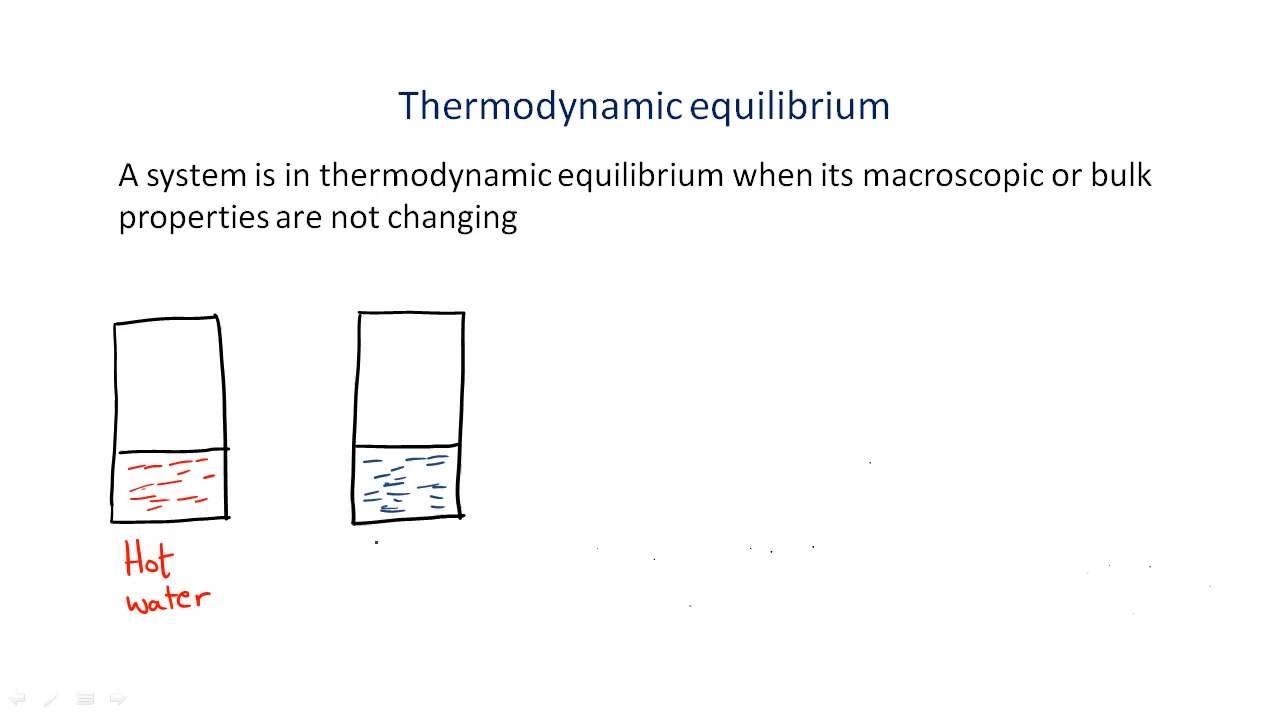 Thermodynamic equilibrium
A system is in thermodynamic equilibrium when its macroscopic or bulk
properties are not changing
Hot
water